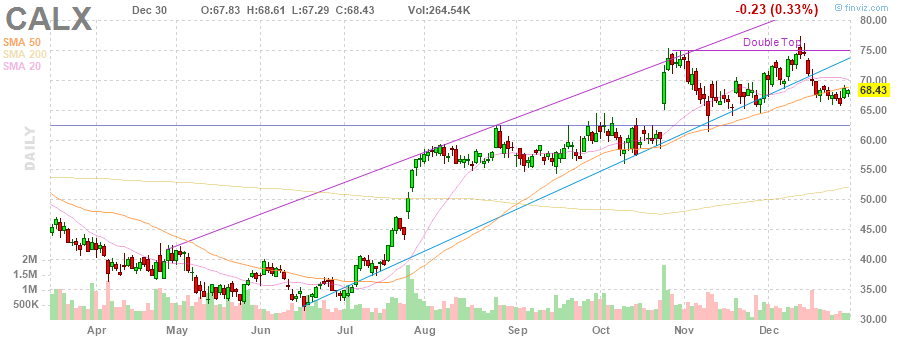 CALX Dec 30 O:67.83 H:68.61 L:67.29 C:68.43 Vol:264.54K -0.23 (0.33%) © finviz.com
SMA 50
SMA 200
SMA 20
Double Top
DAILY
80.00
75.00
70.00
68.43
65.00
60.00
55.00
50.00
45.00
40.00
35.00
30.00
2M
1.5M
1M
500K
Apr May Jun Jul Aug Sep Oct Nov Dec